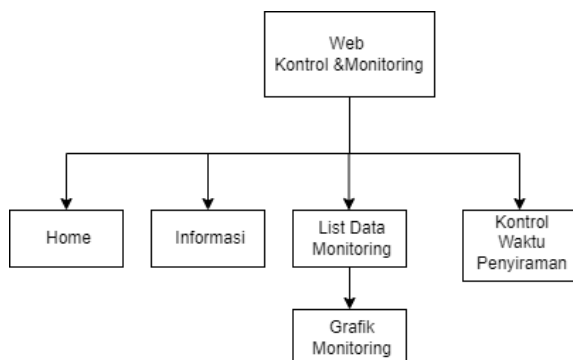 Web
Kontrol &Monitoring
Home
Informasi
List Data
Monitoring
Kontrol
Waktu
Penyiraman
Grafik
Monitoring